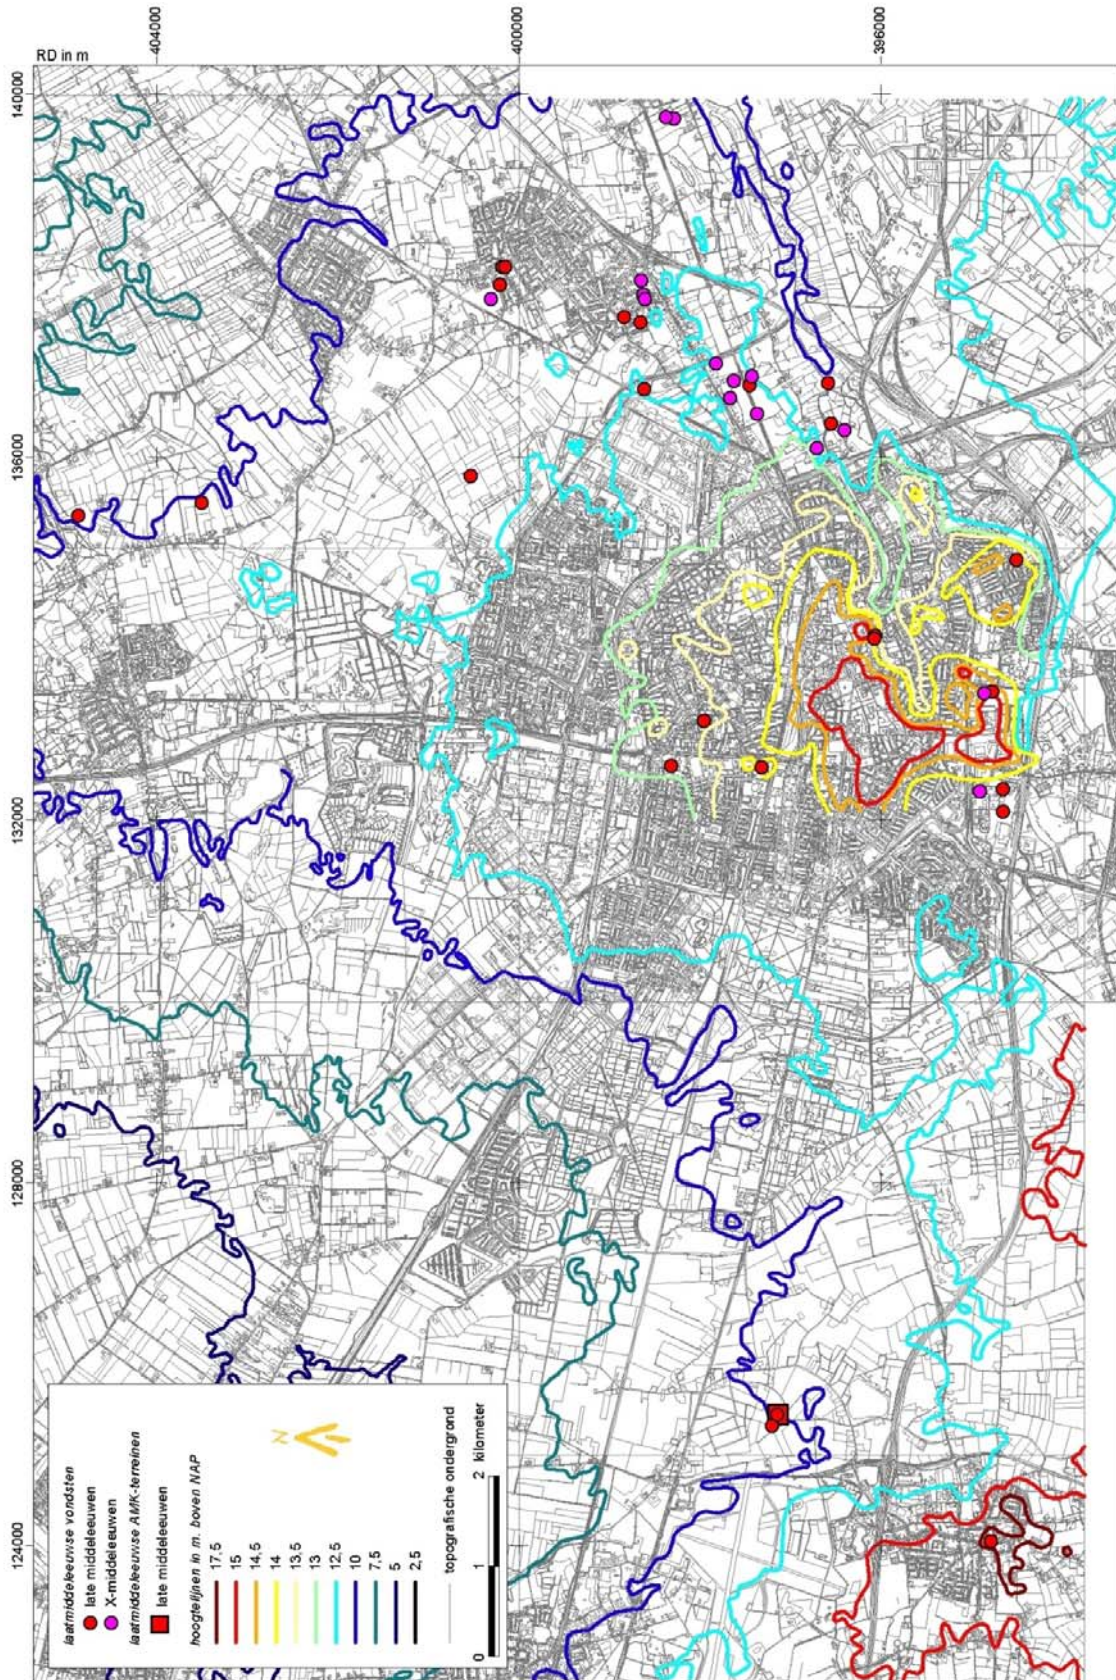 RD in m
404000
400000
396000
140000
136000
132000
128000
124000
laatmiddeleeuwse vondsten
late middeleeuwen
X-middeleeuwen
laatmiddeleeuwse AMK-terreinen
late middeleeuwen
hoogtelijnen in m. boven NAP
17,5
15
14,5
14
13,5
13
12,5
10
7,5
5
2,5
topografische ondergrond
0
1
2
kilometer
N